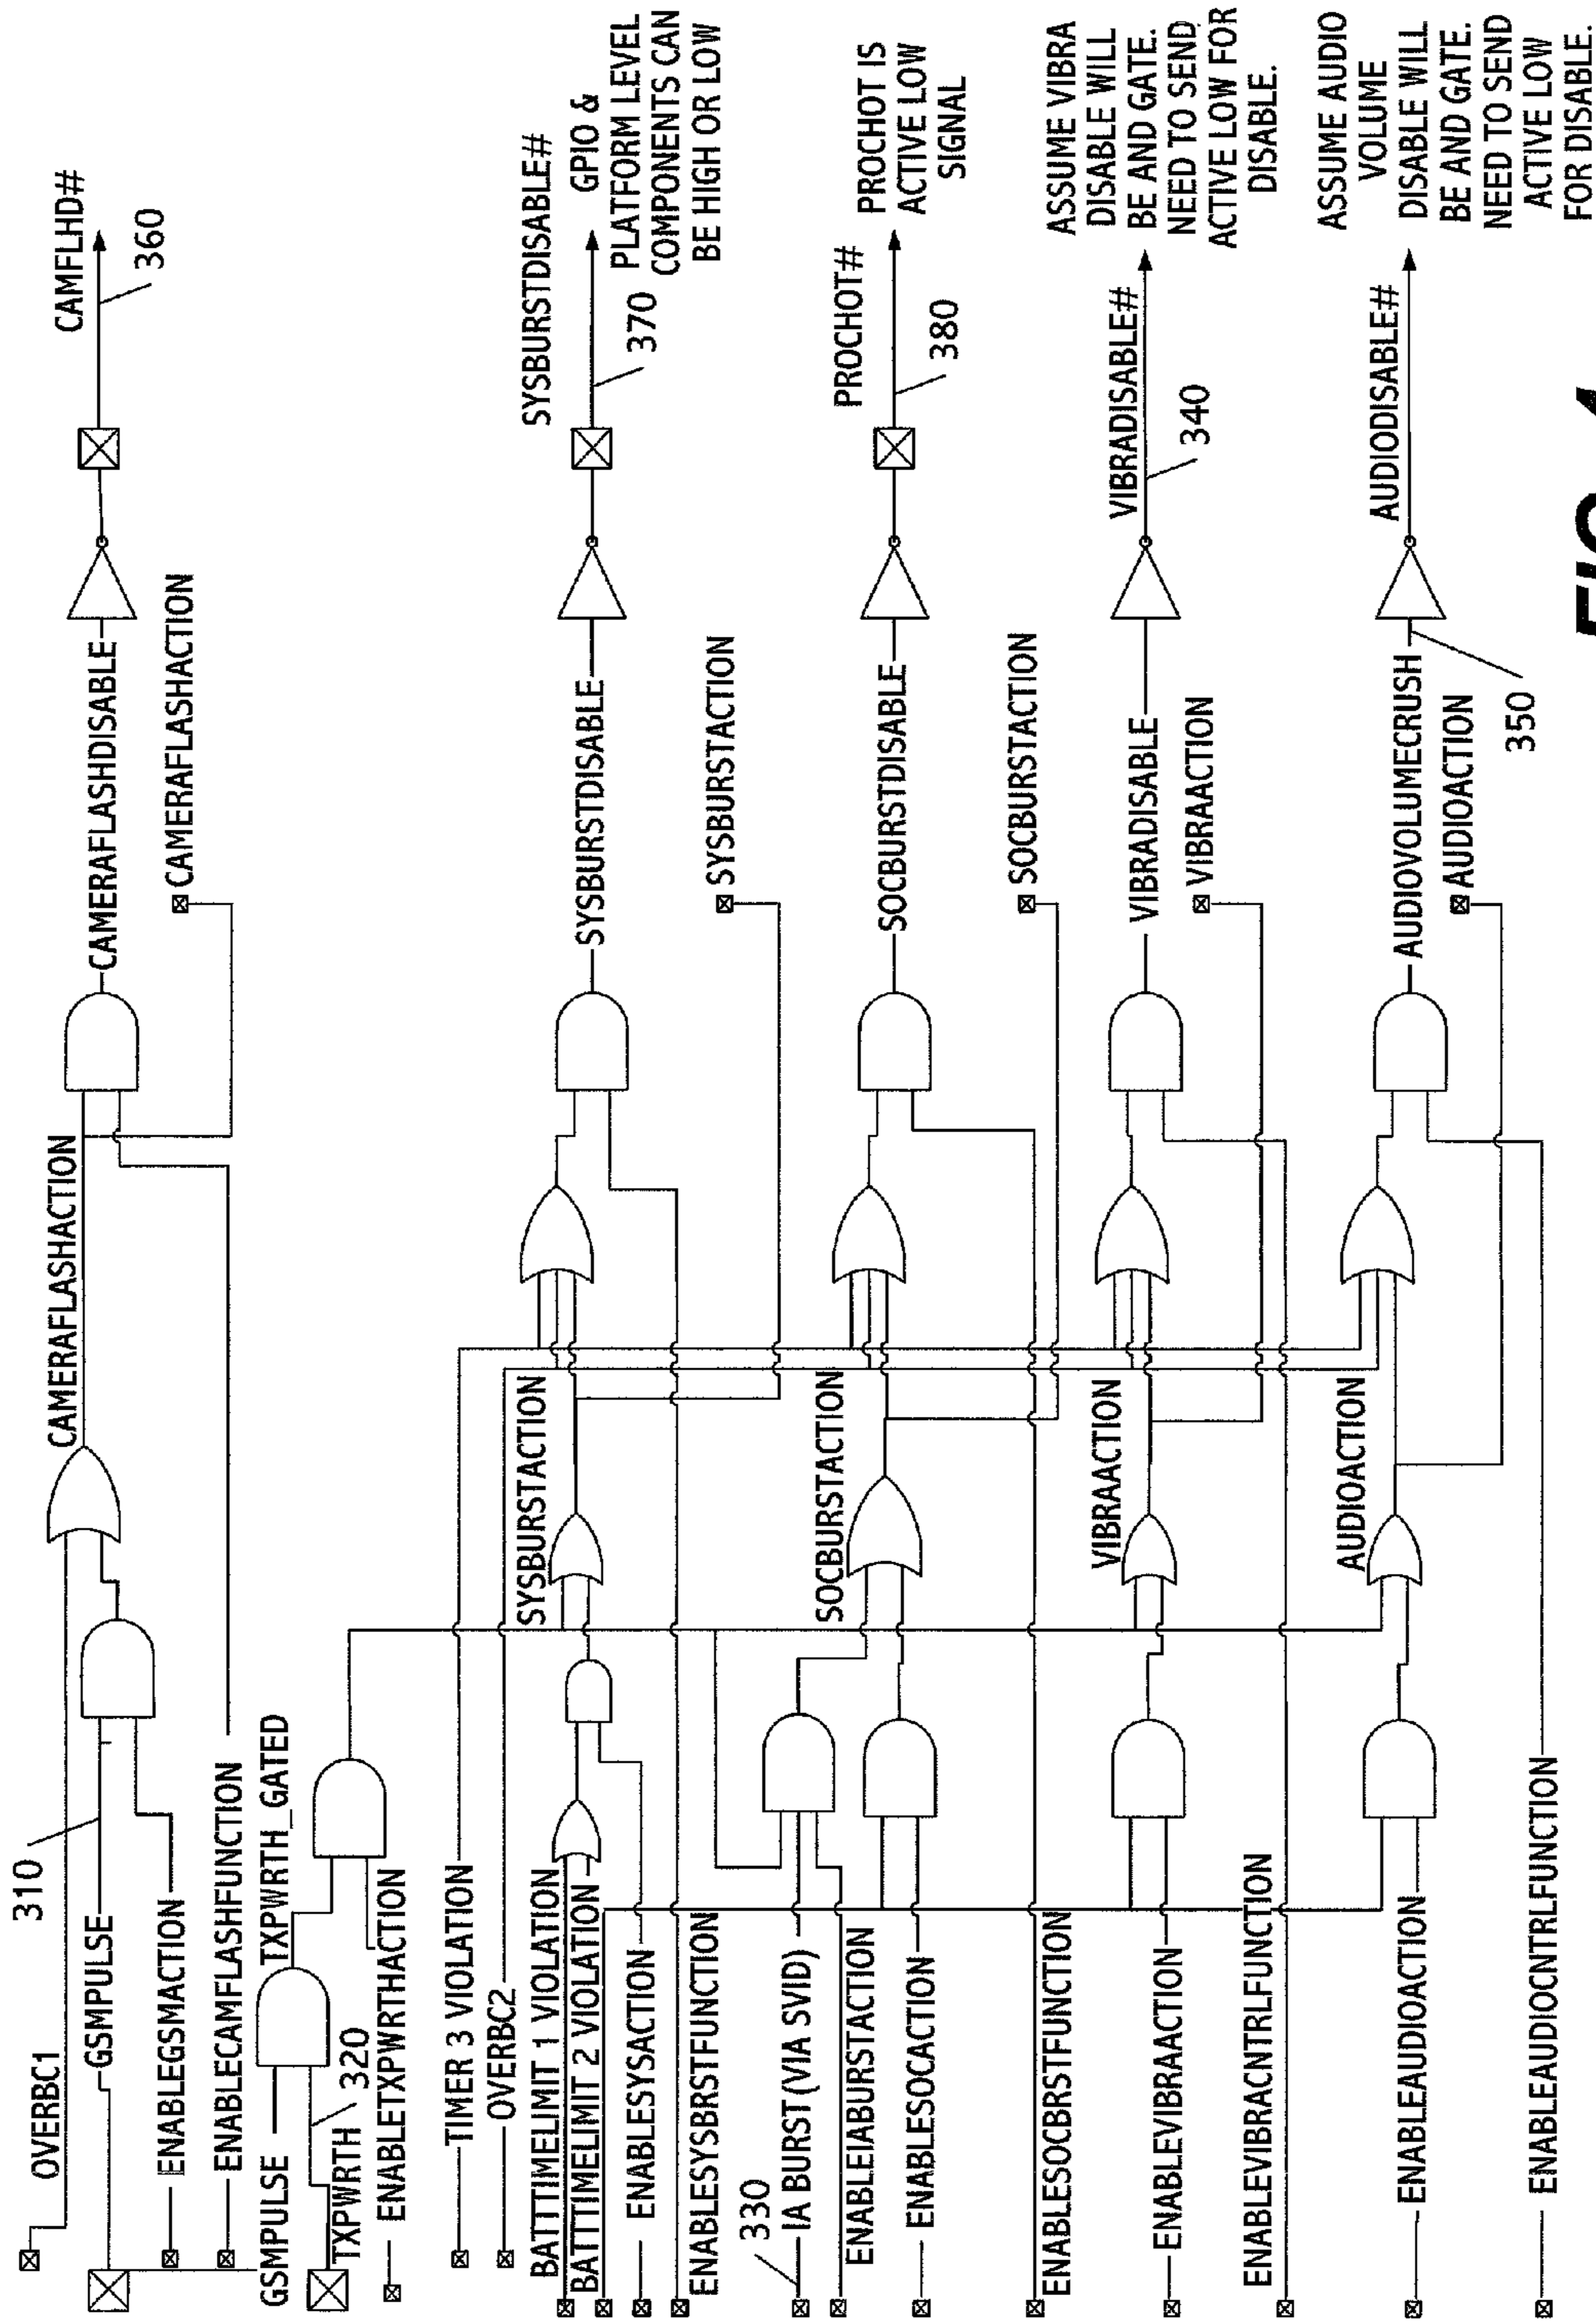 310
OVERBC1
GSMPULSE
ENABLEGSMACTION
ENABLECAMFLASHFUNCTION
CAMERAFLASHACTION
CAMERAFLASHDISABLE
CAMERAFLASHACTION
CAMFLHD#
360
GSMPULSE
TXPWRTH_GATED
TXPWRTH
320
ENABLETXPWRTHACTION
TIMER 3 VIOLATION
OVERBC2
BATTIMELIMIT 1 VIOLATION
BATTIMELIMIT 2 VIOLATION
ENABLESYSACTION
ENABLESYSBRSTFUNCTION
SYSBURSTACTION
SYSBURSTDISABLE
SYSBURSTACTION
SYSBURSTDISABLE#
370
GPIO &
PLATFORM LEVEL
COMPONENTS CAN
BE HIGH OR LOW
330
IA BURST (VIA SVID)
ENABLEIABURSTACTION
ENABLESOCACTION
ENABLESOCBRSTFUNCTION
SOCBURSTACTION
SOCBURSTDISABLE
SOCBURSTACTION
PROCHOT#
380
PROCHOT IS
ACTIVE LOW
SIGNAL
ENABLEVIBRAACTION
ENABLEVIBRACNTRLFUNCTION
VIBRAACTION
VIBRADISABLE
VIBRAACTION
VIBRADISABLE#
340
ASSUME VIBRA
DISABLE WILL
BE AND GATE.
NEED TO SEND
ACTIVE LOW FOR
DISABLE.
ENABLEAUDIOACTION
ENABLEAUDIOCNTRLFUNCTION
AUDIOACTION
AUDIOVOLUMECRUSH
AUDIOACTION
350
AUDIODISABLE#
ASSUME AUDIO
VOLUME
DISABLE WILL
BE AND GATE.
NEED TO SEND
ACTIVE LOW
FOR DISABLE.